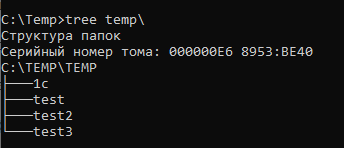 C:\Temp>tree temp\
Структура папок
Серийный номер тома: 000000E6 8953:BE40
C:\TEMP\TEMP
├───1c
├───test
├───test2
└───test3